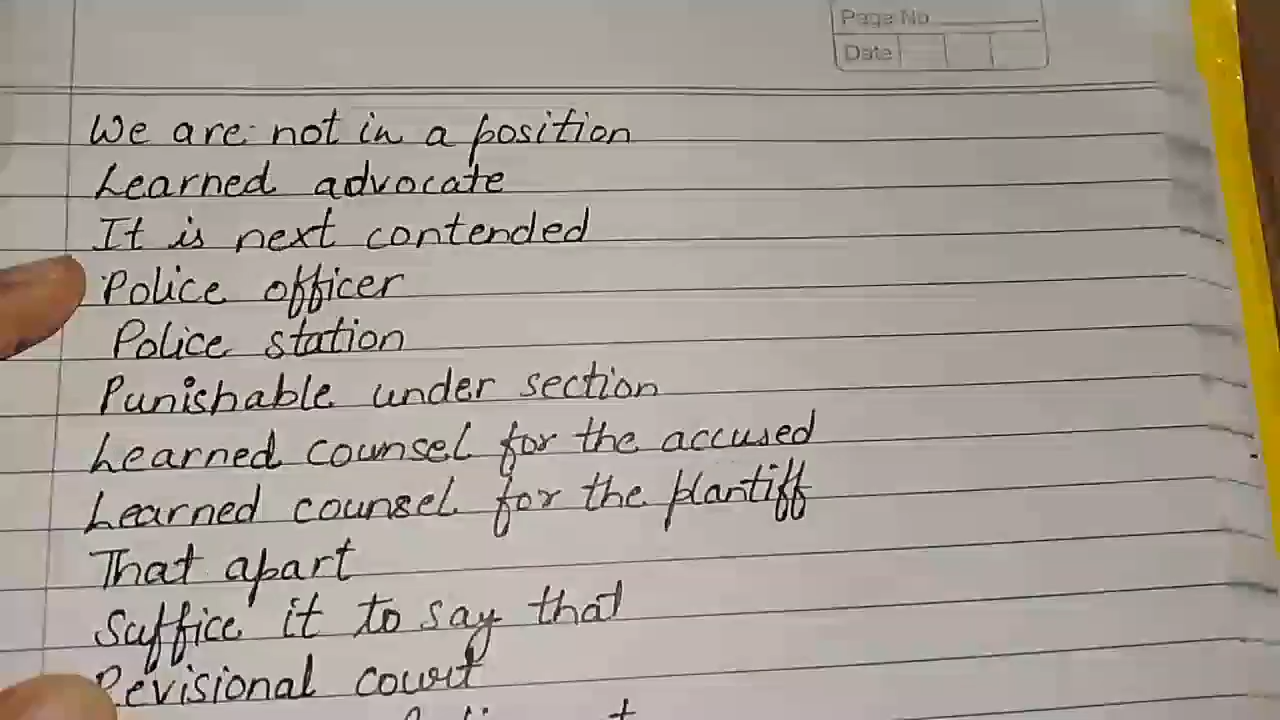 Page No
Date
We are not in a position
Learned advocate
It is next contended
Police officer
Police station
Punishable under section
Learned counsel for the accused
Learned counsel for the plantiff
That apart
Suffice it to say that
Revisional court